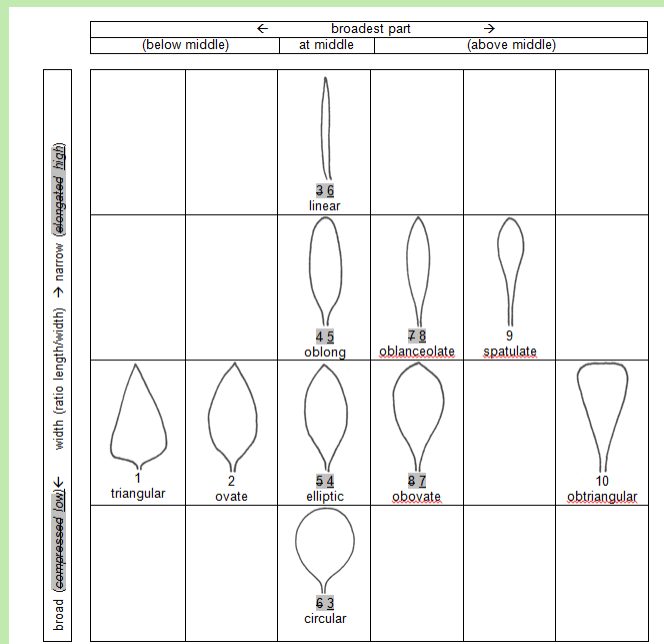 ← broadest part →
(below middle) at middle (above middle)
broad (compressed low) ← width (ratio length/width) → narrow (elongated high)
3 6
linear
4 5 7 8 9
oblong oblanceolate spatulate
1 2 5 4 8 7 10
triangular ovate elliptic obovate obtriangular
6 3
circular